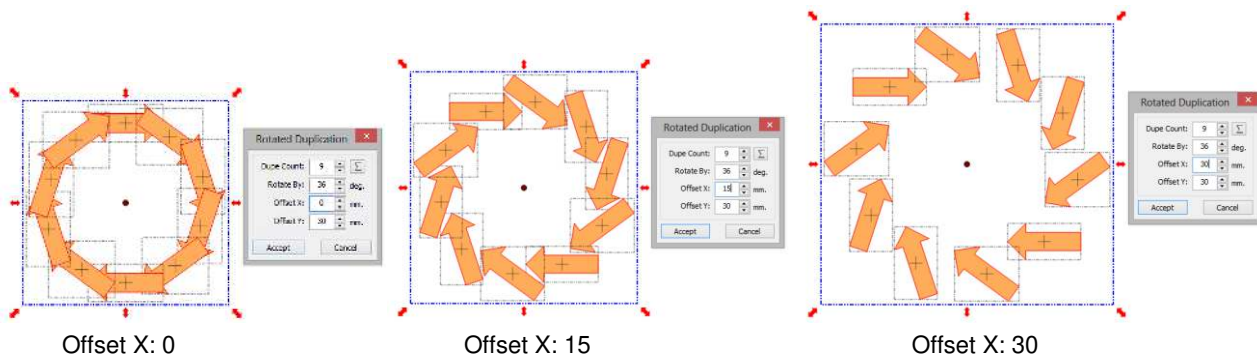 Rotated Duplication
Dupe Count: 9 Σ
Rotate By: 36 deg.
Offset X: 0 mm.
Offset Y: 30 mm.
Accept Cancel
Rotated Duplication
Dupe Count: 9 Σ
Rotate By: 36 deg.
Offset X: 15 mm.
Offset Y: 30 mm.
Accept Cancel
Rotated Duplication
Dupe Count: 9 Σ
Rotate By: 36 deg.
Offset X: 30 mm.
Offset Y: 30 mm.
Accept Cancel
Offset X: 0
Offset X: 15
Offset X: 30